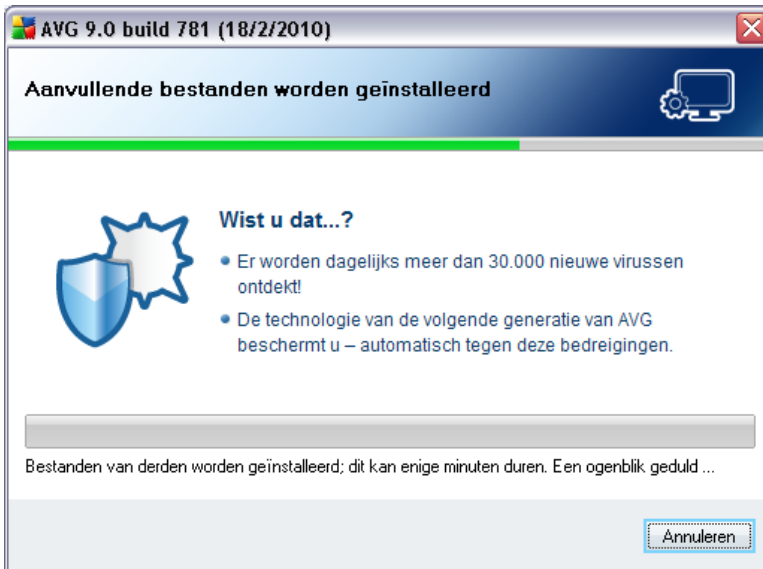 AVG 9.0 build 781 (18/2/2010)
Aanvullende bestanden worden geïnstalleerd
Wist u dat...?
Er worden dagelijks meer dan 30.000 nieuwe virussen
ontdekt!
De technologie van de volgende generatie van AVG
beschermt u – automatisch tegen deze bedreigingen.
Bestanden van derden worden geïnstalleerd; dit kan enige minuten duren. Een ogenblik geduld ...
Annuleren